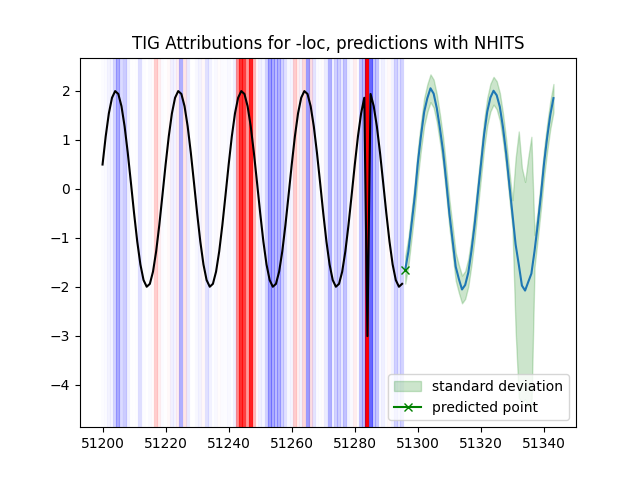 TIG Attributions for -loc, predictions with NHITS
2
1
0
−1
−2
−3
−4
standard deviation
predicted point
51200 51220 51240 51260 51280 51300 51320 51340